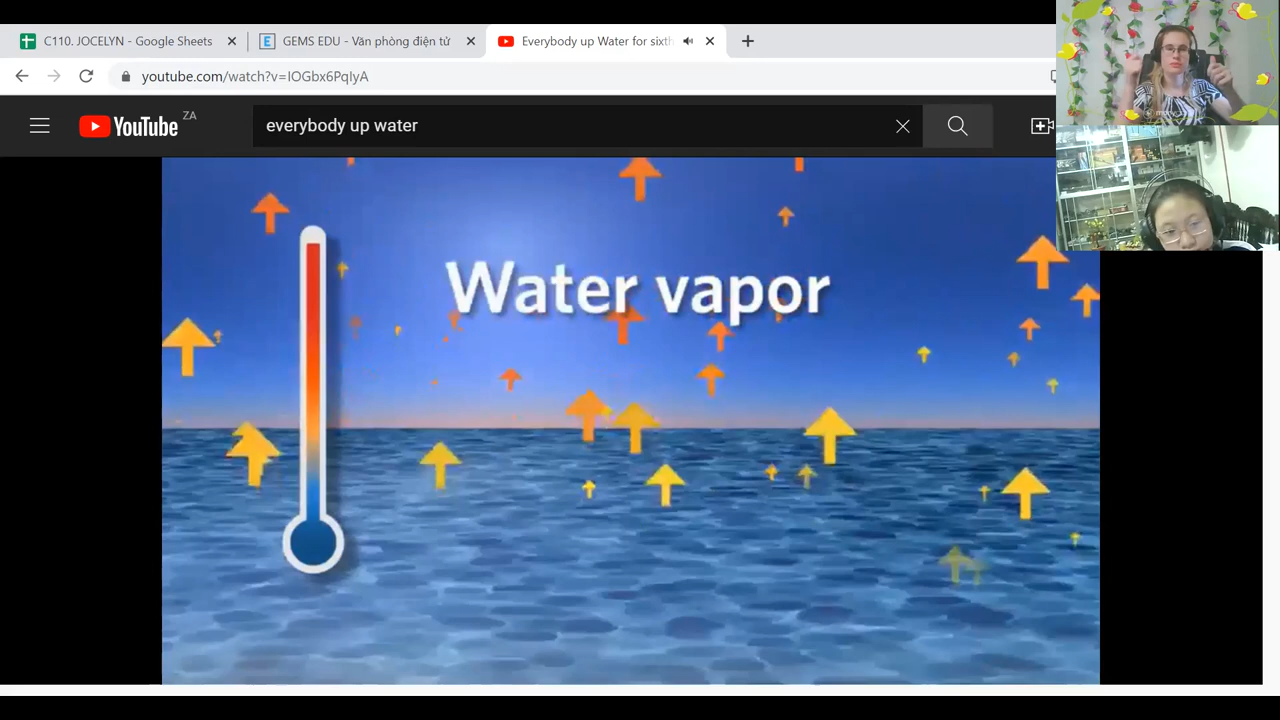 C110. JOCELYN - Google Sheets
GEMS EDU - Văn phòng điện tử
Everybody up Water for sixth
youtube.com/watch?v=IOGbx6PqIyA
YouTube ZA
everybody up water
Water vapor